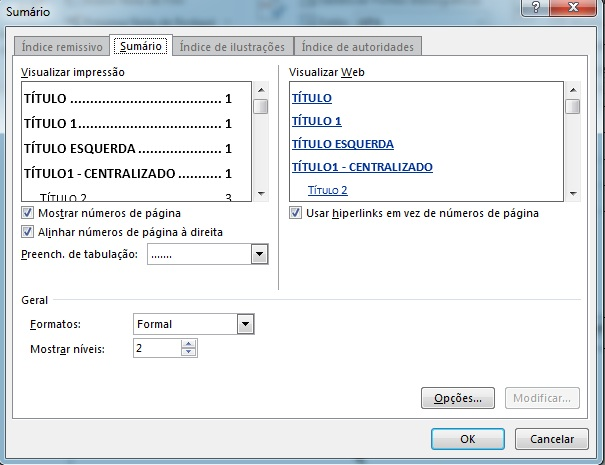 Sumário
Índice remissivo Sumário Índice de ilustrações Índice de autoridades
Visualizar impressão
TÍTULO ...................................... 1
TÍTULO 1.................................... 1
TÍTULO ESQUERDA ..................... 1
TÍTULO1 - CENTRALIZADO ........... 1
TÍTULO 2 3
Mostrar números de página
Alinhar números de página à direita
Preench. de tabulação: .......
Visualizar Web
TÍTULO
TÍTULO 1
TÍTULO ESQUERDA
TÍTULO1 - CENTRALIZADO
TÍTULO 2
Usar hiperlinks em vez de números de página
Geral
Formatos: Formal
Mostrar níveis: 2
Opções... Modificar...
OK Cancelar